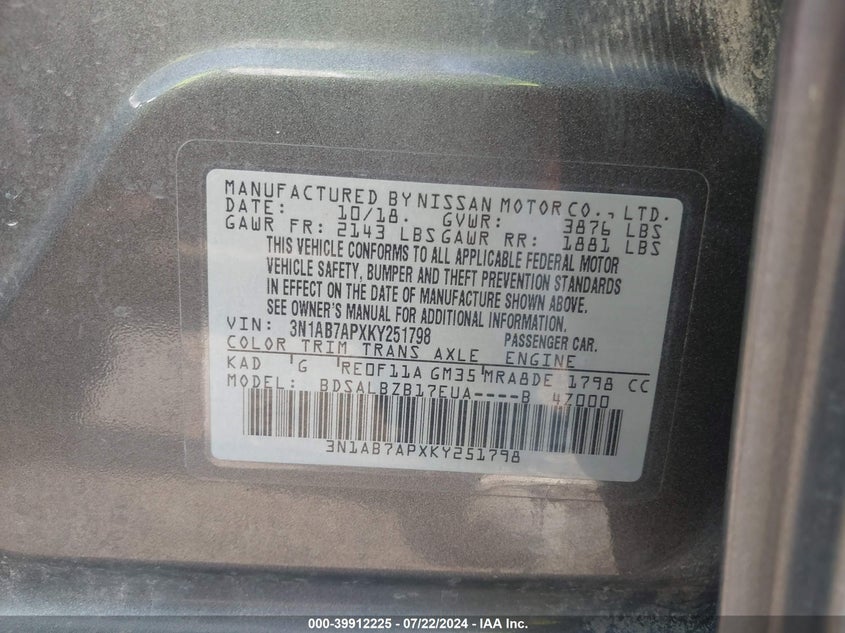 MANUFACTURED BY NISSAN MOTOR CO., LTD.
DATE: 10/18. GVWR: 3876 LBS
GAWR FR: 2143 LBS GAWR RR: 1881 LBS
THIS VEHICLE CONFORMS TO ALL APPLICABLE FEDERAL MOTOR
VEHICLE SAFETY, BUMPER AND THEFT PREVENTION STANDARDS
IN EFFECT ON THE DATE OF MANUFACTURE SHOWN ABOVE.
SEE OWNER'S MANUAL FOR ADDITIONAL INFORMATION.
VIN: 3N1AB7APXKY251798 PASSENGER CAR.
COLOR TRIM TRANS AXLE ENGINE
KAD G RE0F11A GM35 MRA8DE 1798 CC
MODEL: BDSALBZB17EUA----B 4Z000
3N1AB7APXKY251798
000-39912225 - 07/22/2024 - IAA Inc.